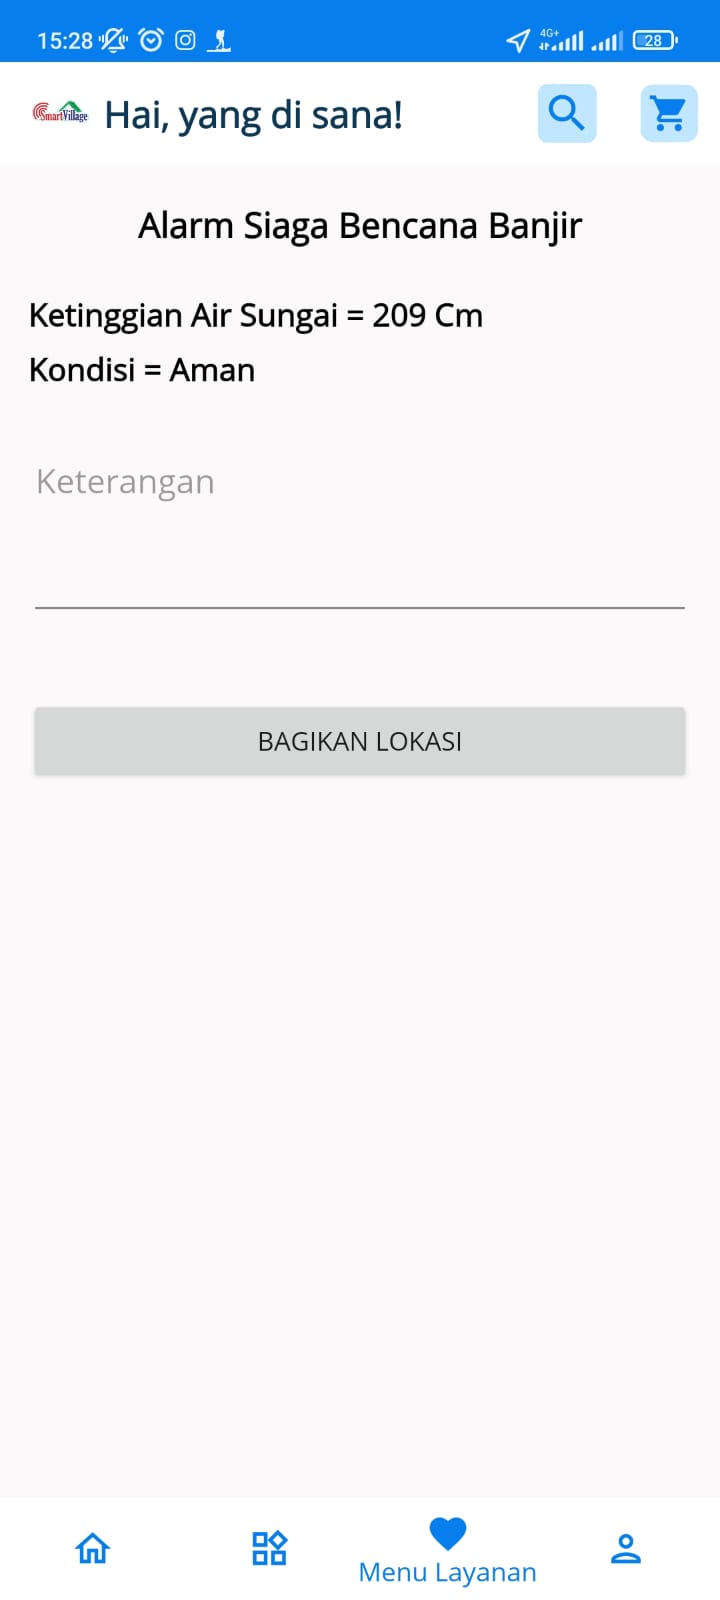 15:28
4G+
28
SmartVillage
Hai, yang di sana!
Alarm Siaga Bencana Banjir
Ketinggian Air Sungai = 209 Cm
Kondisi = Aman
Keterangan
BAGIKAN LOKASI
Menu Layanan